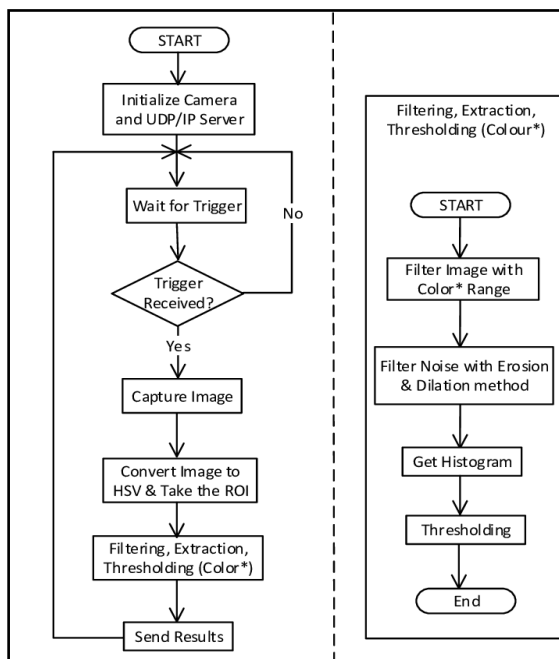 START
Initialize Camera
and UDP/IP Server
Wait for Trigger
No
Trigger
Received?
Yes
Capture Image
Convert Image to
HSV & Take the ROI
Filtering, Extraction,
Thresholding (Color*)
Send Results
Filtering, Extraction,
Thresholding (Colour*)
START
Filter Image with
Color* Range
Filter Noise with Erosion
& Dilation method
Get Histogram
Thresholding
End